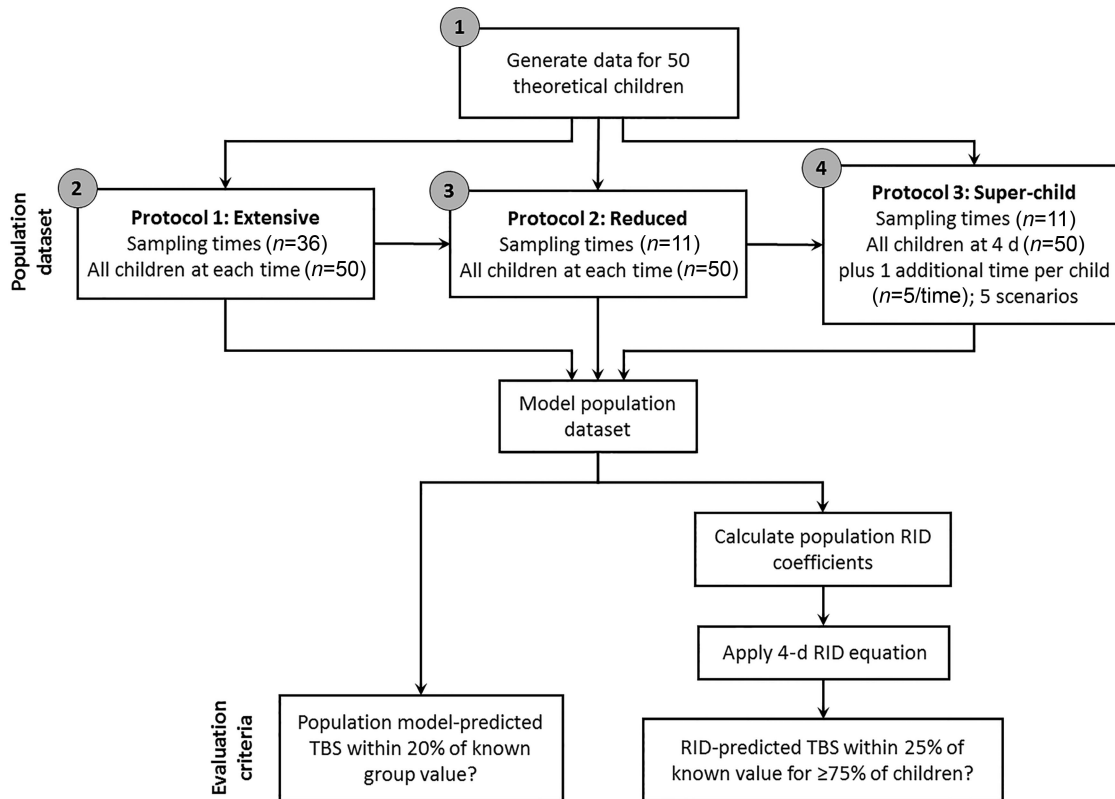 1
Generate data for 50
theoretical children
Population
dataset
2
Protocol 1: Extensive
Sampling times (n=36)
All children at each time (n=50)
3
Protocol 2: Reduced
Sampling times (n=11)
All children at each time (n=50)
4
Protocol 3: Super-child
Sampling times (n=11)
All children at 4 d (n=50)
plus 1 additional time per child
(n=5/time); 5 scenarios
Model population
dataset
Calculate population RID
coefficients
Apply 4-d RID equation
Evaluation
criteria
Population model-predicted
TBS within 20% of known
group value?
RID-predicted TBS within 25% of
known value for ≥75% of children?